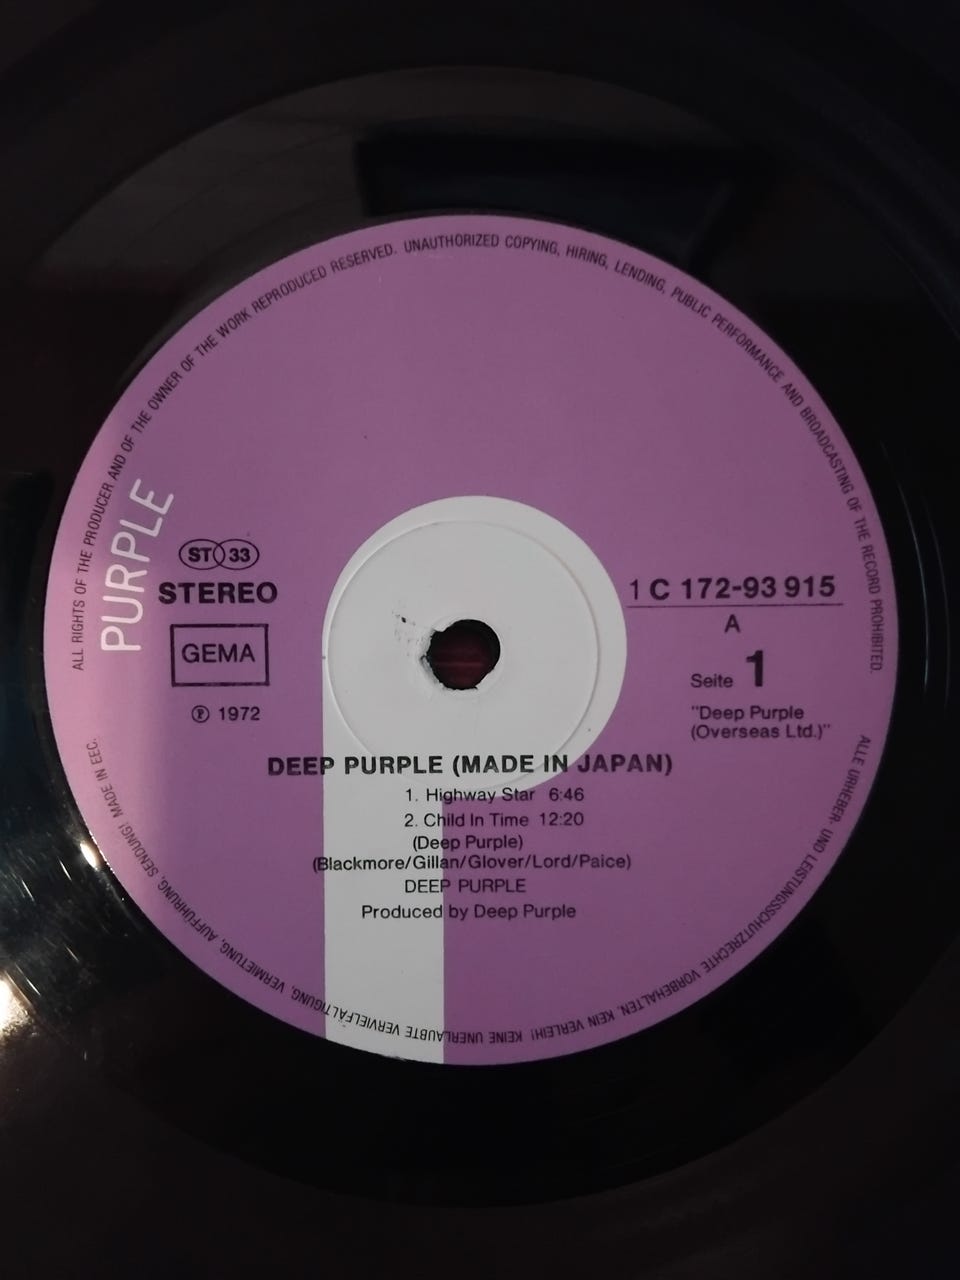 ALL RIGHTS OF THE PRODUCER AND OF THE OWNER OF THE WORK REPRODUCED RESERVED. UNAUTHORIZED COPYING, HIRING, LENDING, PUBLIC PERFORMANCE AND BROADCASTING OF THE RECORD PROHIBITED.
PURPLE
ST 33
STEREO
GEMA
Ⓟ 1972
1 C 172-93 915
A
Seite 1
"Deep Purple
(Overseas Ltd.)"
DEEP PURPLE (MADE IN JAPAN)
1. Highway Star 6:46
2. Child In Time 12:20
(Deep Purple)
(Blackmore/Gillan/Glover/Lord/Paice)
DEEP PURPLE
Produced by Deep Purple
ALLE URHEBER- UND LEISTUNGSSCHUTZRECHTE VORBEHALTEN. KEIN VERLEIH! KEINE UNERLAUBTE VERVIELFÄLTIGUNG, VERMIETUNG, AUFFÜHRUNG, SENDUNG! MADE IN EEC.